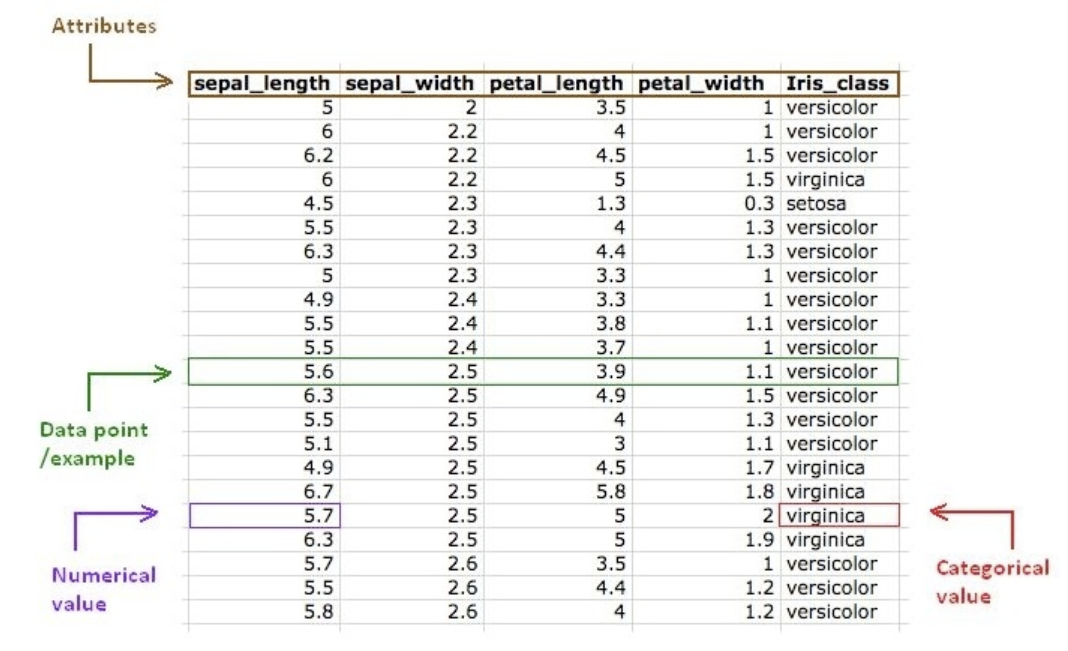 Attributes
sepal_length sepal_width petal_length petal_width Iris_class
5 2 3.5 1 versicolor
6 2.2 4 1 versicolor
6.2 2.2 4.5 1.5 versicolor
6 2.2 5 1.5 virginica
4.5 2.3 1.3 0.3 setosa
5.5 2.3 4 1.3 versicolor
6.3 2.3 4.4 1.3 versicolor
5 2.3 3.3 1 versicolor
4.9 2.4 3.3 1 versicolor
5.5 2.4 3.8 1.1 versicolor
5.5 2.4 3.7 1 versicolor
5.6 2.5 3.9 1.1 versicolor
6.3 2.5 4.9 1.5 versicolor
5.5 2.5 4 1.3 versicolor
5.1 2.5 3 1.1 versicolor
4.9 2.5 4.5 1.7 virginica
6.7 2.5 5.8 1.8 virginica
5.7 2.5 5 2 virginica
6.3 2.5 5 1.9 virginica
5.7 2.6 3.5 1 versicolor
5.5 2.6 4.4 1.2 versicolor
5.8 2.6 4 1.2 versicolor
Data point
/example
Numerical
value
Categorical
value